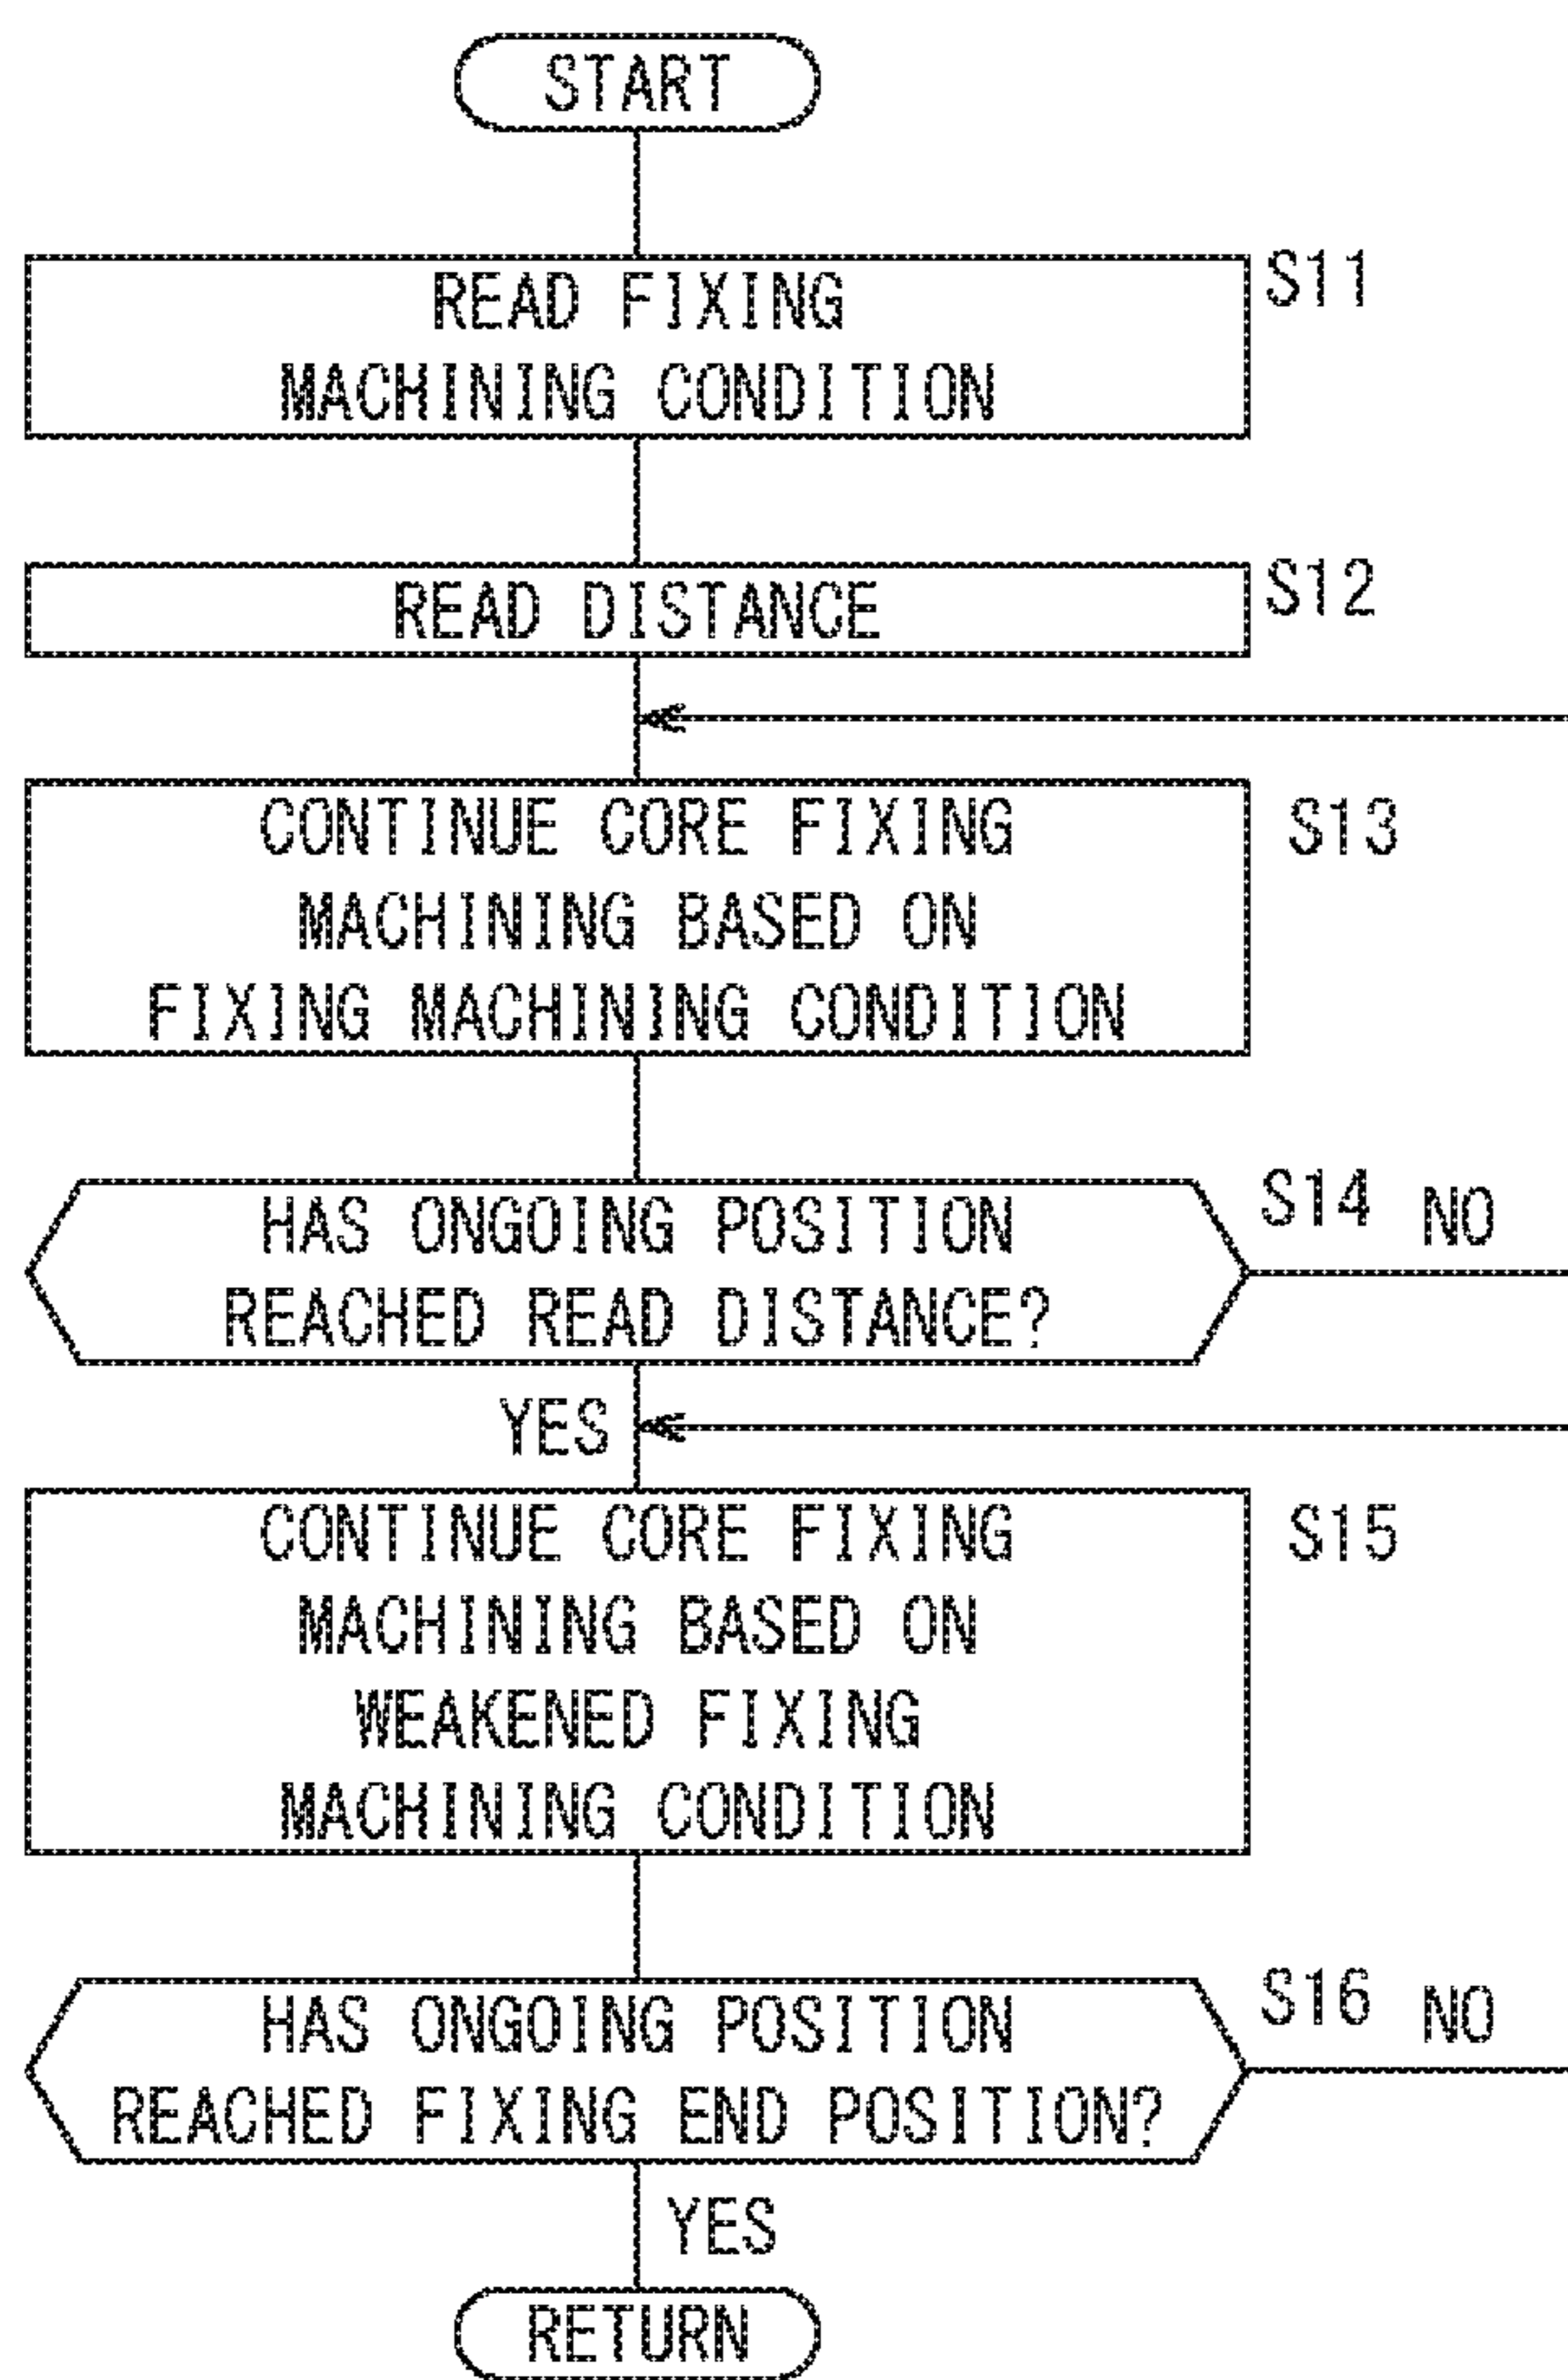 START
READ FIXING
MACHINING CONDITION
S11
READ DISTANCE
S12
CONTINUE CORE FIXING
MACHINING BASED ON
FIXING MACHINING CONDITION
S13
HAS ONGOING POSITION
REACHED READ DISTANCE?
S14 NO
YES
CONTINUE CORE FIXING
MACHINING BASED ON
WEAKENED FIXING
MACHINING CONDITION
S15
HAS ONGOING POSITION
REACHED FIXING END POSITION?
S16 NO
YES
RETURN